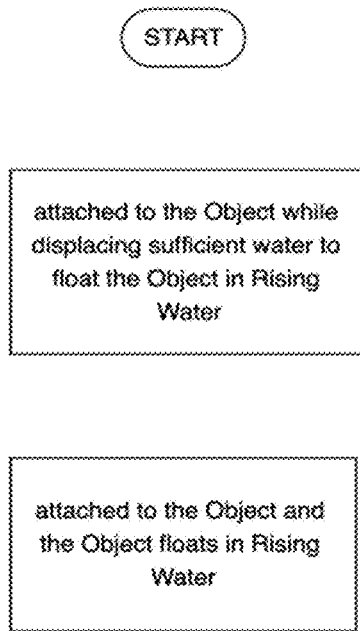 START
attached to the Object while
displacing sufficient water to
float the Object in Rising
Water
attached to the Object and
the Object floats in Rising
Water